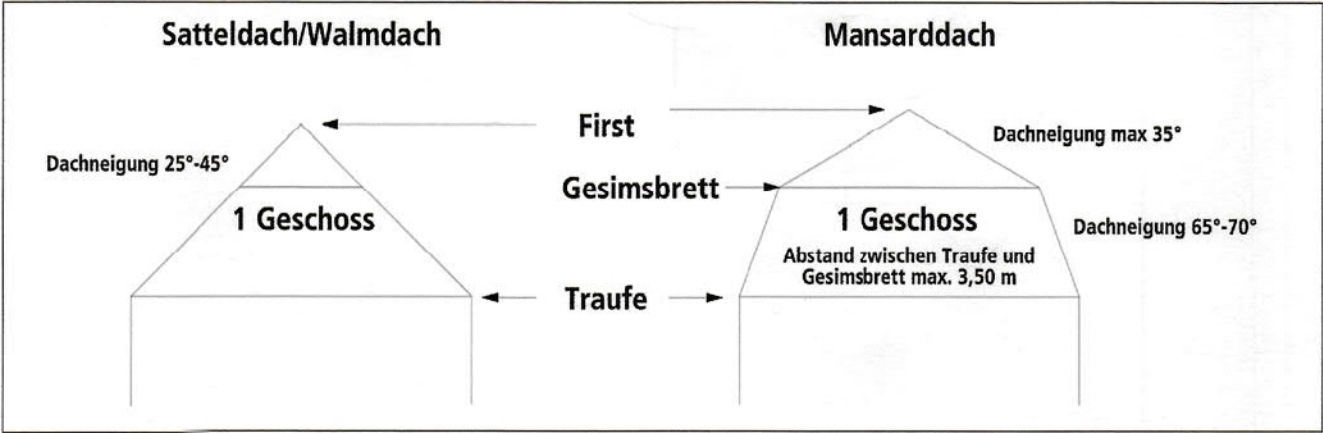 Satteldach/Walmdach
Mansarddach
First
Dachneigung max 35°
Dachneigung 25°-45°
Gesimsbrett
1 Geschoss
1 Geschoss
Dachneigung 65°-70°
Abstand zwischen Traufe und
Gesimsbrett max. 3,50 m
Traufe